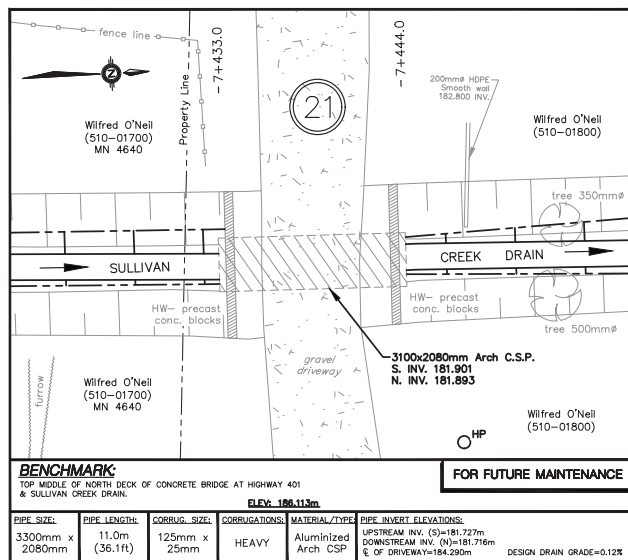 fence line
N
Property Line
7+433.0
7+444.0
21
200mmø HDPE
Smooth wall
182.800 INV.
Wilfred O'Neil
(510-01700)
MN 4640
Wilfred O'Neil
(510-01800)
tree 350mmø
SULLIVAN
CREEK DRAIN
HW- precast
conc. blocks
HW- precast
conc. blocks
tree 500mmø
gravel
driveway
3100x2080mm Arch C.S.P.
S. INV. 181.901
N. INV. 181.893
furrow
Wilfred O'Neil
(510-01700)
MN 4640
Wilfred O'Neil
(510-01800)
HP
BENCHMARK:
TOP MIDDLE OF NORTH DECK OF CONCRETE BRIDGE AT HIGHWAY 401
& SULLIVAN CREEK DRAIN.
ELEV: 186.113m
FOR FUTURE MAINTENANCE
PIPE SIZE:
3300mm x
2080mm
PIPE LENGTH:
11.0m
(36.1ft)
CORRUG. SIZE:
125mm x
25mm
CORRUGATIONS:
HEAVY
MATERIAL/TYPE:
Aluminized
Arch CSP
PIPE INVERT ELEVATIONS:
UPSTREAM INV. (S)=181.727m
DOWNSTREAM INV. (N)=181.716m
℄ OF DRIVEWAY=184.290m
DESIGN DRAIN GRADE=0.12%